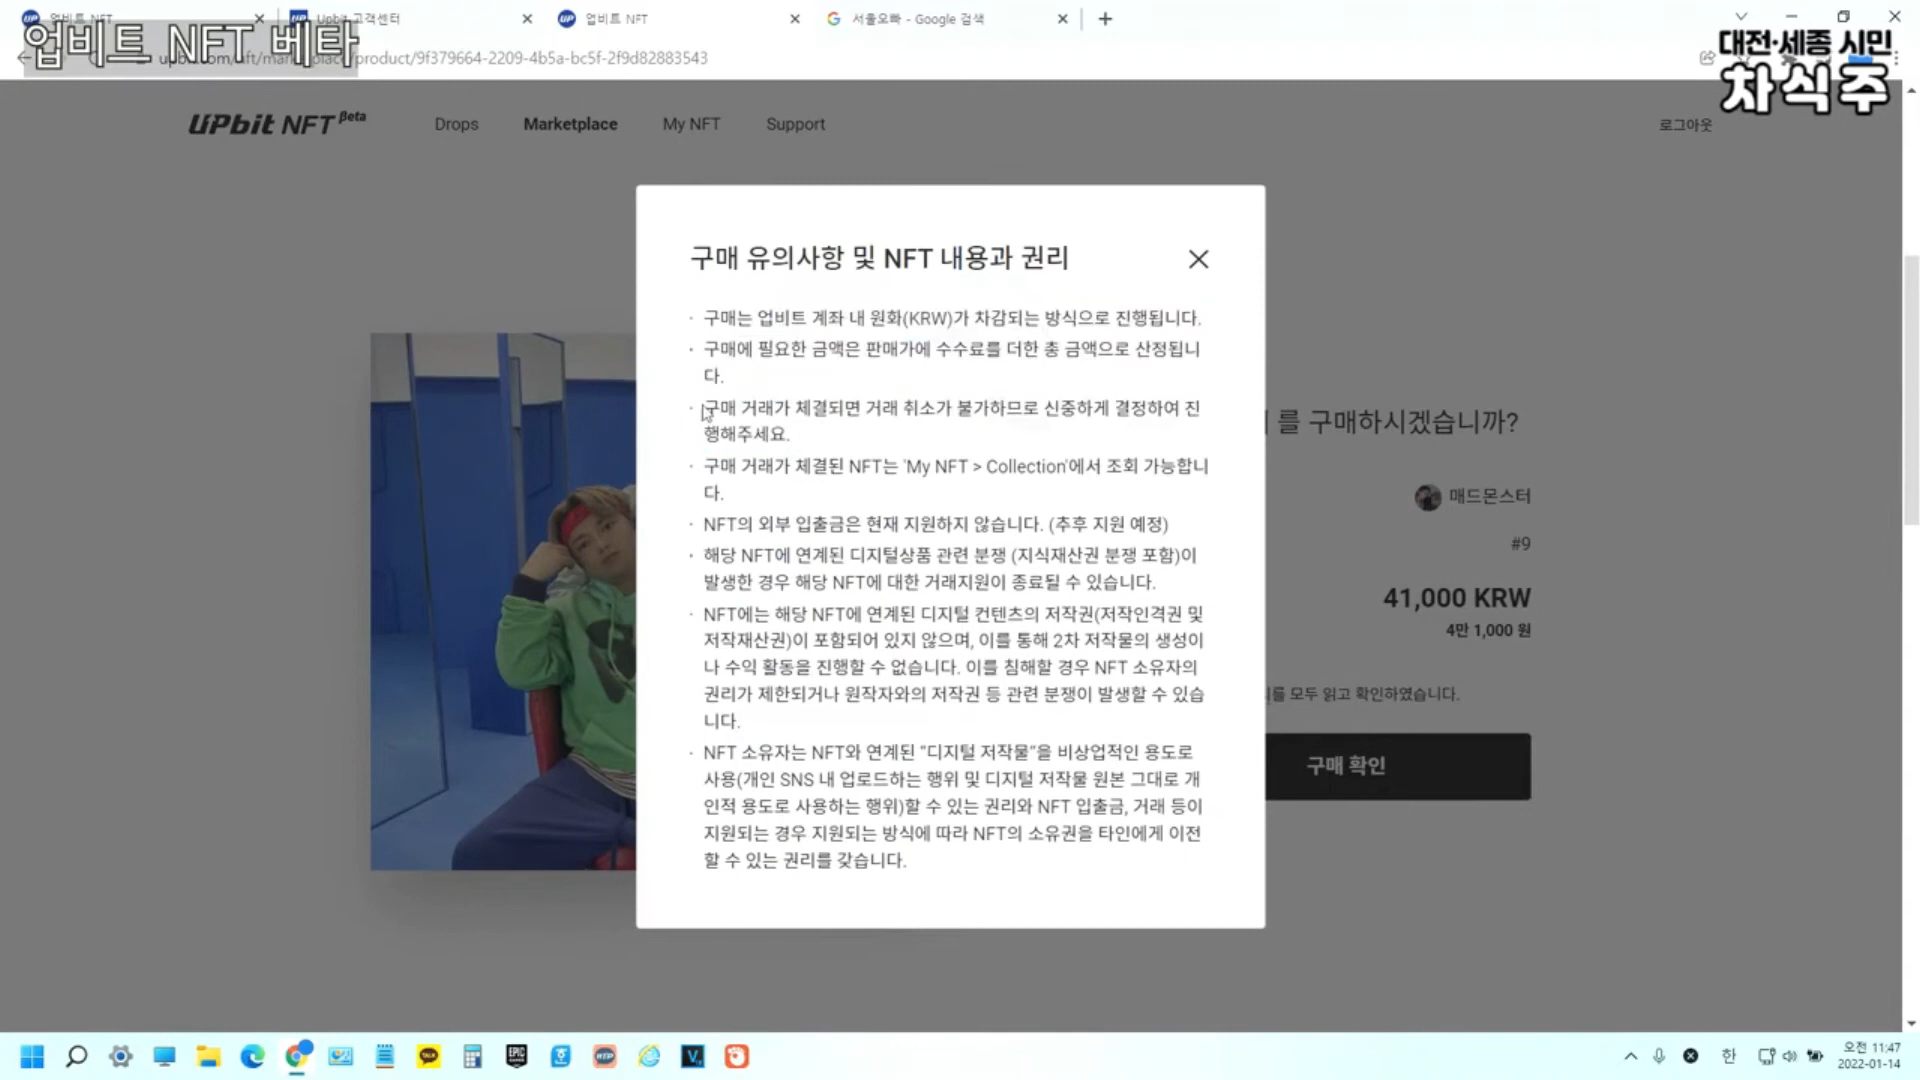 업비트 NFT
Upbit 고객센터
업비트 NFT
서울오빠 - Google 검색
업비트 NFT 베타
product/9f379664-2209-4b5a-bc5f-2f9d82883543
대전·세종 시민
차식주
UPbit NFT Beta
Drops
Marketplace
My NFT
Support
로그아웃
구매 유의사항 및 NFT 내용과 권리
· 구매는 업비트 계좌 내 원화(KRW)가 차감되는 방식으로 진행됩니다.
· 구매에 필요한 금액은 판매가에 수수료를 더한 총 금액으로 산정됩니
다.
· 구매 거래가 체결되면 거래 취소가 불가하므로 신중하게 결정하여 진
행해주세요.
· 구매 거래가 체결된 NFT는 'My NFT > Collection'에서 조회 가능합니
다.
· NFT의 외부 입출금은 현재 지원하지 않습니다. (추후 지원 예정)
· 해당 NFT에 연계된 디지털상품 관련 분쟁 (지식재산권 분쟁 포함)이
발생한 경우 해당 NFT에 대한 거래지원이 종료될 수 있습니다.
· NFT에는 해당 NFT에 연계된 디지털 컨텐츠의 저작권(저작인격권 및
저작재산권)이 포함되어 있지 않으며, 이를 통해 2차 저작물의 생성이
나 수익 활동을 진행할 수 없습니다. 이를 침해할 경우 NFT 소유자의
권리가 제한되거나 원작자와의 저작권 등 관련 분쟁이 발생할 수 있습
니다.
· NFT 소유자는 NFT와 연계된 "디지털 저작물"을 비상업적인 용도로
사용(개인 SNS 내 업로드하는 행위 및 디지털 저작물 원본 그대로 개
인적 용도로 사용하는 행위)할 수 있는 권리와 NFT 입출금, 거래 등이
지원되는 경우 지원되는 방식에 따라 NFT의 소유권을 타인에게 이전
할 수 있는 권리를 갖습니다.
를 구매하시겠습니까?
매드몬스터
#9
41,000 KRW
4만 1,000 원
를 모두 읽고 확인하였습니다.
구매 확인
한
오전 11:47
2022-01-14